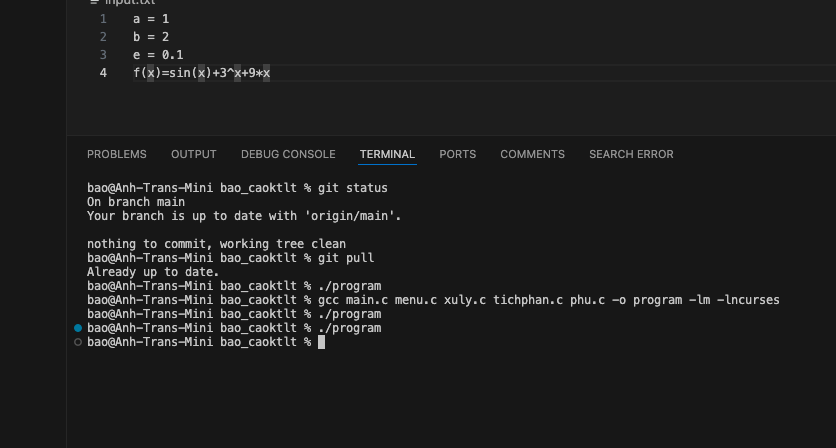 input.txt
1 a = 1
2 b = 2
3 e = 0.1
4 f(x)=sin(x)+3^x+9*x
PROBLEMS OUTPUT DEBUG CONSOLE TERMINAL PORTS COMMENTS SEARCH ERROR
bao@Anh-Trans-Mini bao_caoktlt % git status
On branch main
Your branch is up to date with 'origin/main'.
nothing to commit, working tree clean
bao@Anh-Trans-Mini bao_caoktlt % git pull
Already up to date.
bao@Anh-Trans-Mini bao_caoktlt % ./program
bao@Anh-Trans-Mini bao_caoktlt % gcc main.c menu.c xuly.c tichphan.c phu.c -o program -lm -lncurses
bao@Anh-Trans-Mini bao_caoktlt % ./program
bao@Anh-Trans-Mini bao_caoktlt % ./program
bao@Anh-Trans-Mini bao_caoktlt %